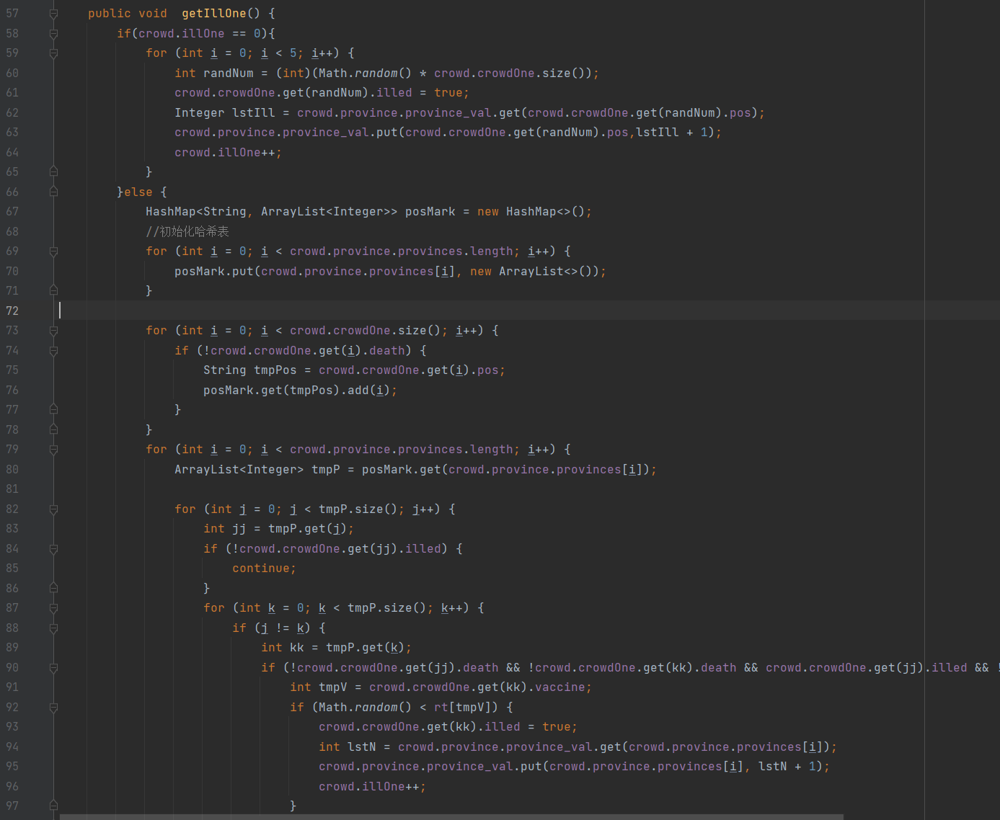 57 public void  getIllOne() {
58 if(crowd.illOne == 0){
59 for (int i = 0; i < 5; i++) {
60 int randNum = (int)(Math.random() * crowd.crowdOne.size());
61 crowd.crowdOne.get(randNum).illed = true;
62 Integer lstIll = crowd.province.province_val.get(crowd.crowdOne.get(randNum).pos);
63 crowd.province.province_val.put(crowd.crowdOne.get(randNum).pos,lstIll + 1);
64 crowd.illOne++;
65 }
66 }else {
67 HashMap<String, ArrayList<Integer>> posMark = new HashMap<>();
68 //初始化哈希表
69 for (int i = 0; i < crowd.province.provinces.length; i++) {
70 posMark.put(crowd.province.provinces[i], new ArrayList<>());
71 }
72
73 for (int i = 0; i < crowd.crowdOne.size(); i++) {
74 if (!crowd.crowdOne.get(i).death) {
75 String tmpPos = crowd.crowdOne.get(i).pos;
76 posMark.get(tmpPos).add(i);
77 }
78 }
79 for (int i = 0; i < crowd.province.provinces.length; i++) {
80 ArrayList<Integer> tmpP = posMark.get(crowd.province.provinces[i]);
81
82 for (int j = 0; j < tmpP.size(); j++) {
83 int jj = tmpP.get(j);
84 if (!crowd.crowdOne.get(jj).illed) {
85 continue;
86 }
87 for (int k = 0; k < tmpP.size(); k++) {
88 if (j != k) {
89 int kk = tmpP.get(k);
90 if (!crowd.crowdOne.get(jj).death && !crowd.crowdOne.get(kk).death && crowd.crowdOne.get(jj).illed && !
91 int tmpV = crowd.crowdOne.get(kk).vaccine;
92 if (Math.random() < rt[tmpV]) {
93 crowd.crowdOne.get(kk).illed = true;
94 int lstN = crowd.province.province_val.get(crowd.province.provinces[i]);
95 crowd.province.province_val.put(crowd.province.provinces[i], lstN + 1);
96 crowd.illOne++;
97 }